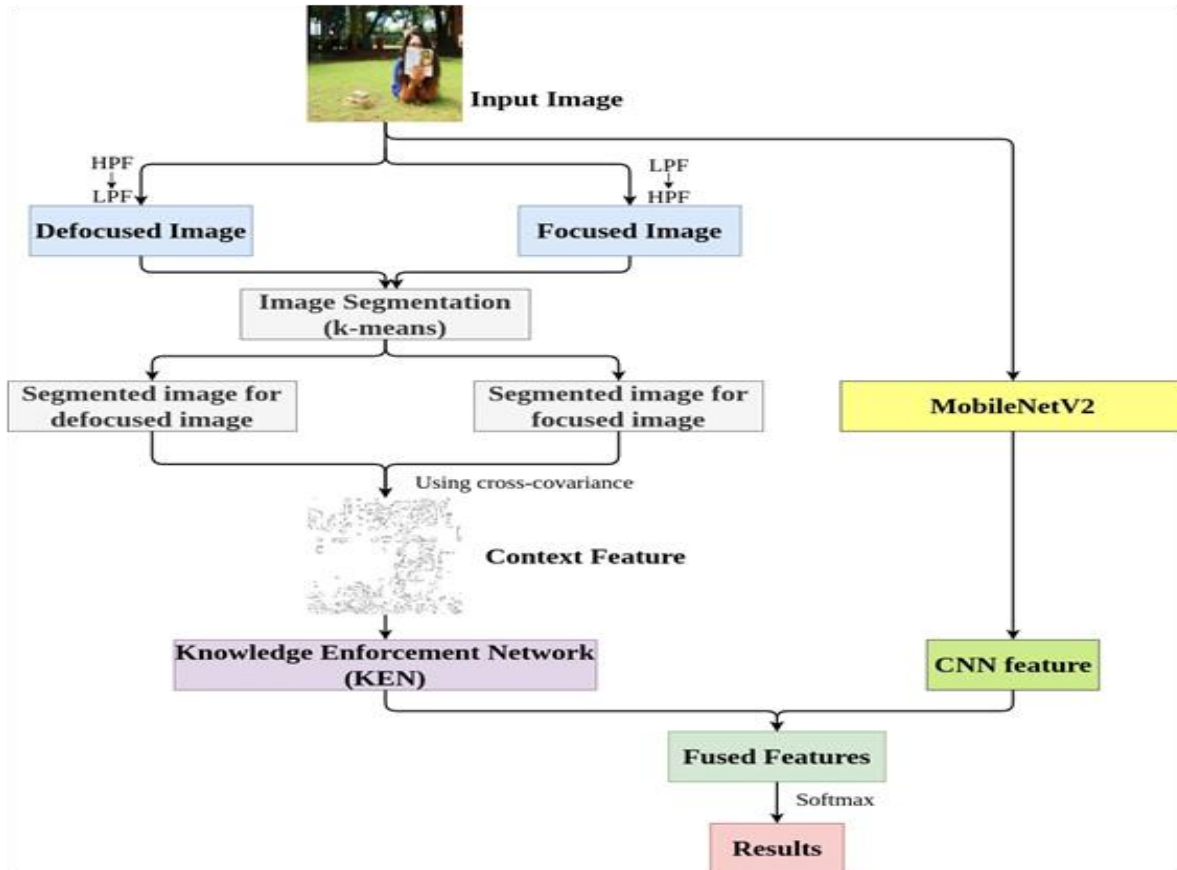 Input Image
HPF
LPF
LPF
HPF
Defocused Image
Focused Image
Image Segmentation
(k-means)
Segmented image for
defocused image
Segmented image for
focused image
MobileNetV2
Using cross-covariance
Context Feature
Knowledge Enforcement Network
(KEN)
CNN feature
Fused Features
Softmax
Results